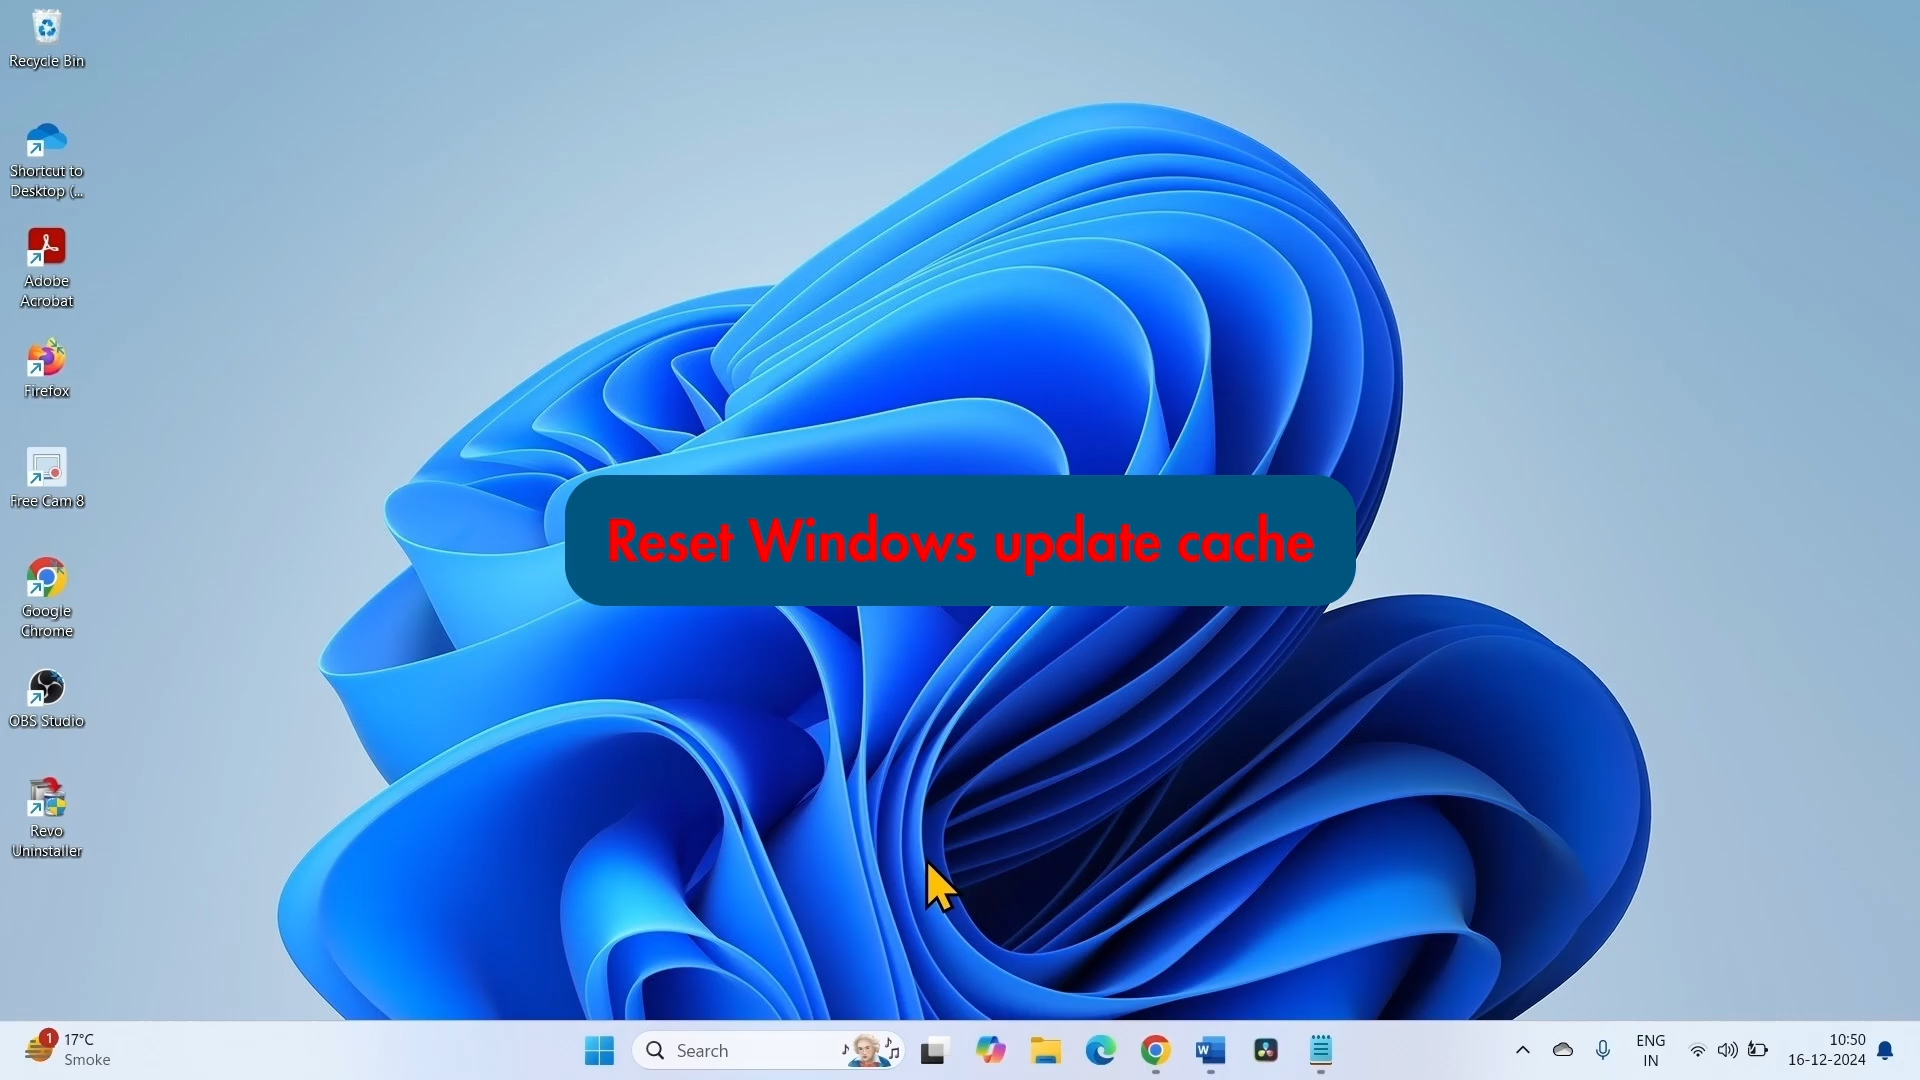 Recycle Bin
Shortcut to
Desktop (...
Adobe
Acrobat
Firefox
Free Cam 8
Google
Chrome
OBS Studio
Revo
Uninstaller
Reset Windows update cache
1
17°C
Smoke
Search
W
ENG
IN
10:50
16-12-2024